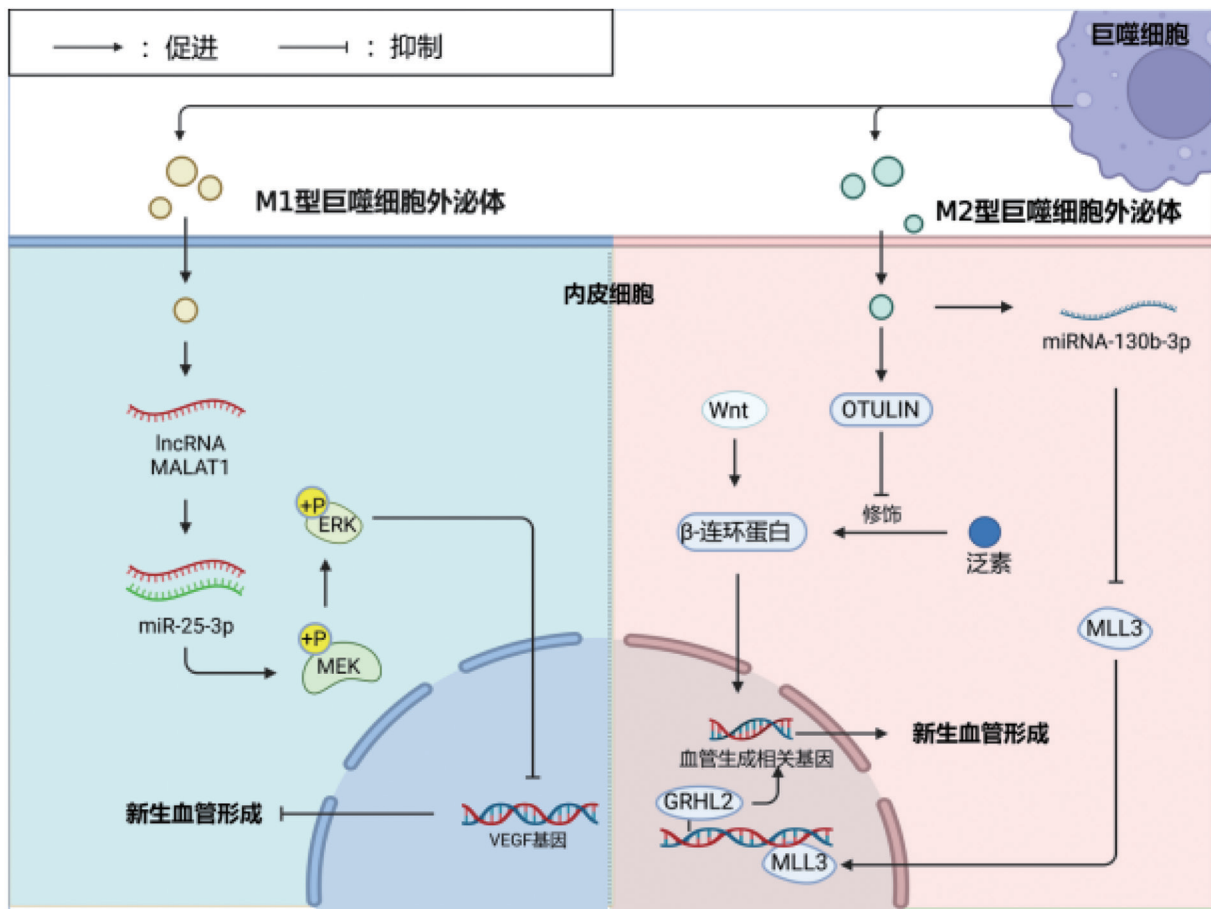 ：促进
：抑制
巨噬细胞
M1型巨噬细胞外泌体
M2型巨噬细胞外泌体
内皮细胞
lncRNA
MALAT1
miR-25-3p
+P
ERK
+P
MEK
VEGF基因
新生血管形成
miRNA-130b-3p
Wnt
OTULIN
修饰
β-连环蛋白
泛素
MLL3
血管生成相关基因
新生血管形成
GRHL2
MLL3